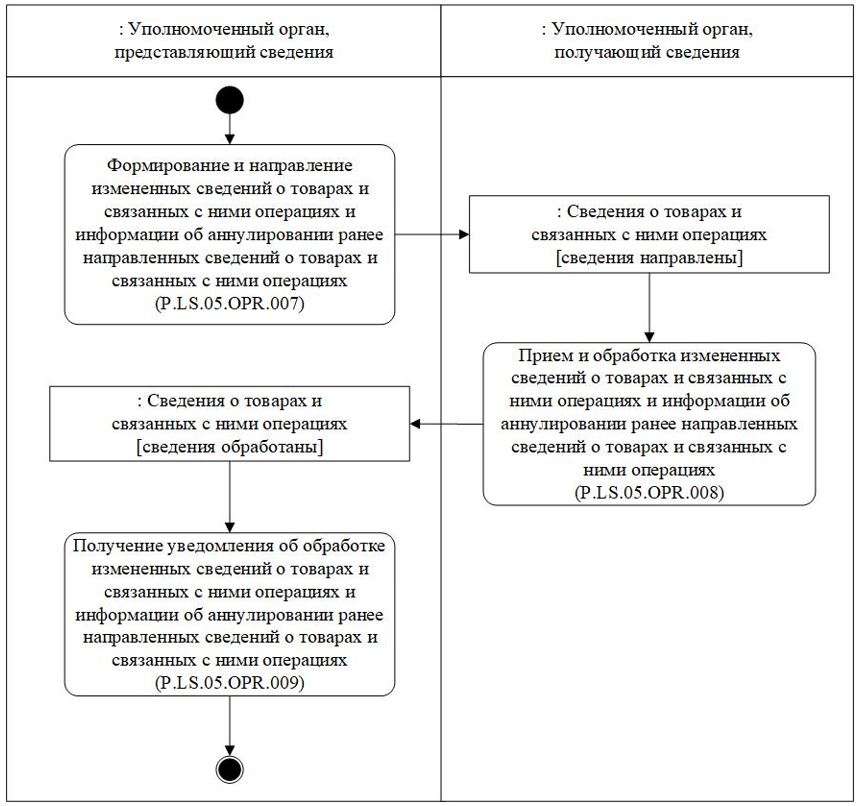 : Уполномоченный орган,
представляющий сведения
: Уполномоченный орган,
получающий сведения
Формирование и направление
измененных сведений о товарах и
связанных с ними операциях и
информации об аннулировании ранее
направленных сведений о товарах и
связанных с ними операциях
(P.LS.05.OPR.007)
: Сведения о товарах и
связанных с ними операциях
[сведения направлены]
Прием и обработка измененных
сведений о товарах и связанных с
ними операциях и информации об
аннулировании ранее направленных
сведений о товарах и связанных с
ними операциях
(P.LS.05.OPR.008)
: Сведения о товарах и
связанных с ними операциях
[сведения обработаны]
Получение уведомления об обработке
измененных сведений о товарах и
связанных с ними операциях и
информации об аннулировании ранее
направленных сведений о товарах и
связанных с ними операциях
(P.LS.05.OPR.009)